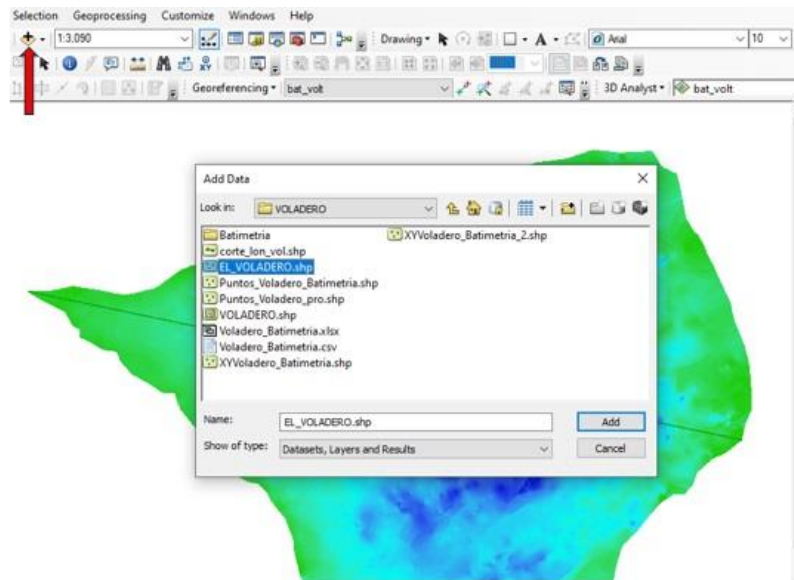 Selection Geoprocessing Customize Windows Help
1:3.090 Drawing A Arial 10
Georeferencing bat_volt 3D Analyst bat_volt
Add Data
Look in: VOLADERO
Batimetria XYVoladero_Batimetria_2.shp
corte_lon_vol.shp
EL_VOLADERO.shp
Puntos_Voladero_Batimetria.shp
Puntos_Voladero_pro.shp
VOLADERO.shp
Voladero_Batimetria.xlsx
Voladero_Batimetria.csv
XYVoladero_Batimetria.shp
Name: EL_VOLADERO.shp Add
Show of type: Datasets, Layers and Results Cancel